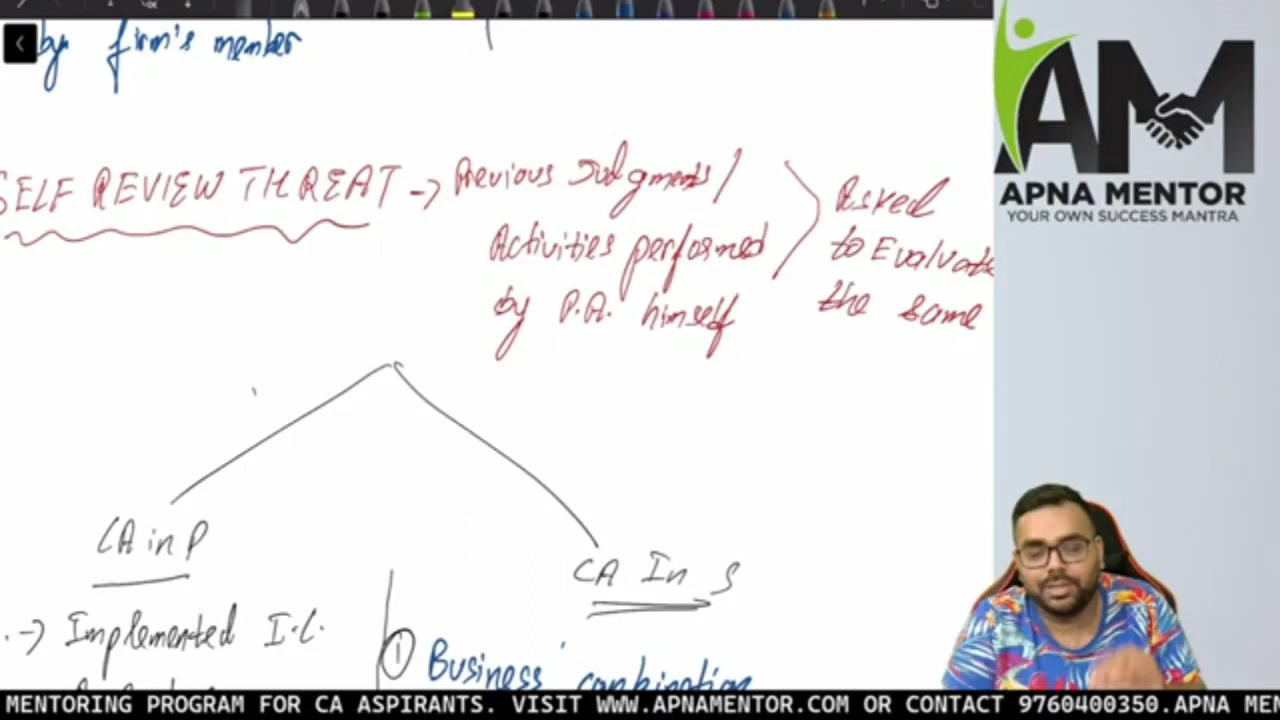 by firm's member
SELF REVIEW THREAT -> Previous Judgments/
Activities performed
by P.A. himself
Asked
to Evaluate
the same
CA in P
CA In S
-> Implemented I.C.
① Business combination
AM
APNA MENTOR
YOUR OWN SUCCESS MANTRA
MENTORING PROGRAM FOR CA ASPIRANTS. VISIT WWW.APNAMENTOR.COM OR CONTACT 9760400350.APNA MEN